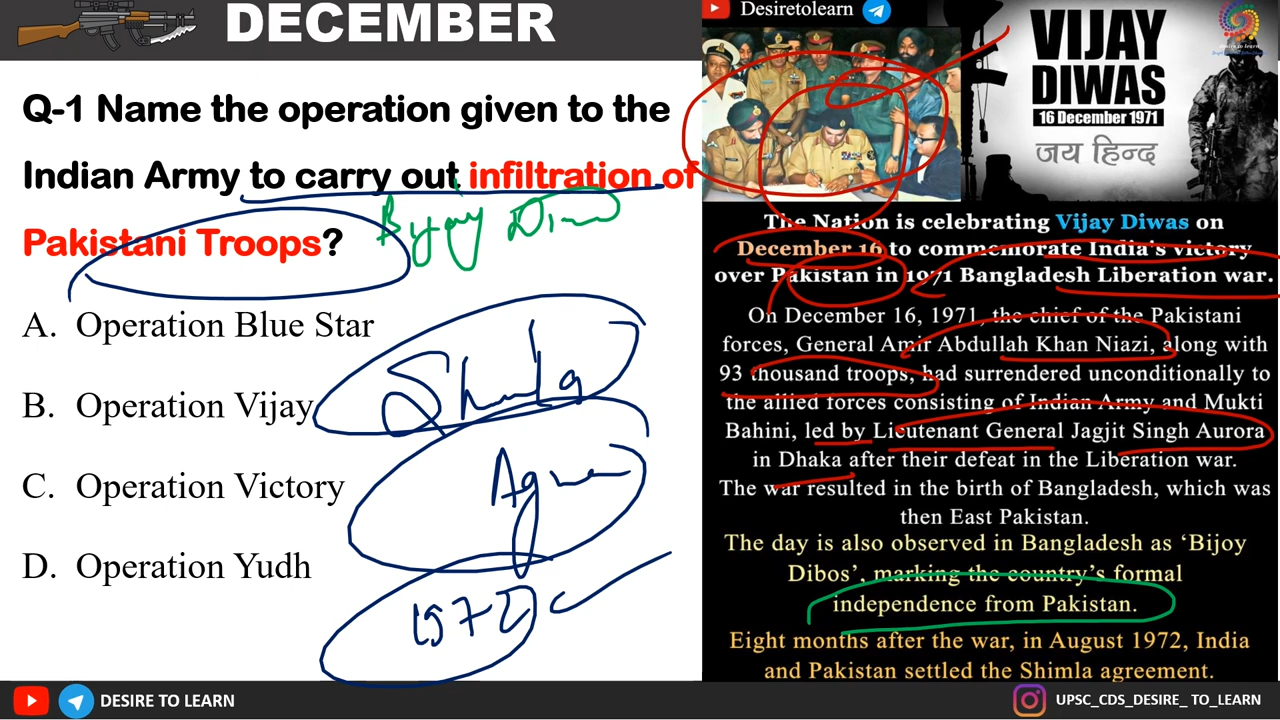 DECEMBER
Q-1 Name the operation given to the
Indian Army to carry out infiltration of
Pakistani Troops?
Bijoy
A. Operation Blue Star
B. Operation Vijay
Shimla
C. Operation Victory
D. Operation Yudh
1972
DESIRE TO LEARN
Desiretolearn
VIJAY
DIWAS
16 December 1971
जय हिन्द
The Nation is celebrating Vijay Diwas on
December 16 to commemorate India's victory
over Pakistan in 1971 Bangladesh Liberation war.
On December 16, 1971, the chief of the Pakistani
forces, General Amir Abdullah Khan Niazi, along with
93 thousand troops, had surrendered unconditionally to
the allied forces consisting of Indian Army and Mukti
Bahini, led by Lieutenant General Jagjit Singh Aurora
in Dhaka after their defeat in the Liberation war.
The war resulted in the birth of Bangladesh, which was
then East Pakistan.
The day is also observed in Bangladesh as ‘Bijoy
Dibos’, marking the country’s formal
independence from Pakistan.
Eight months after the war, in August 1972, India
and Pakistan settled the Shimla agreement.
UPSC_CDS_DESIRE_ TO_LEARN